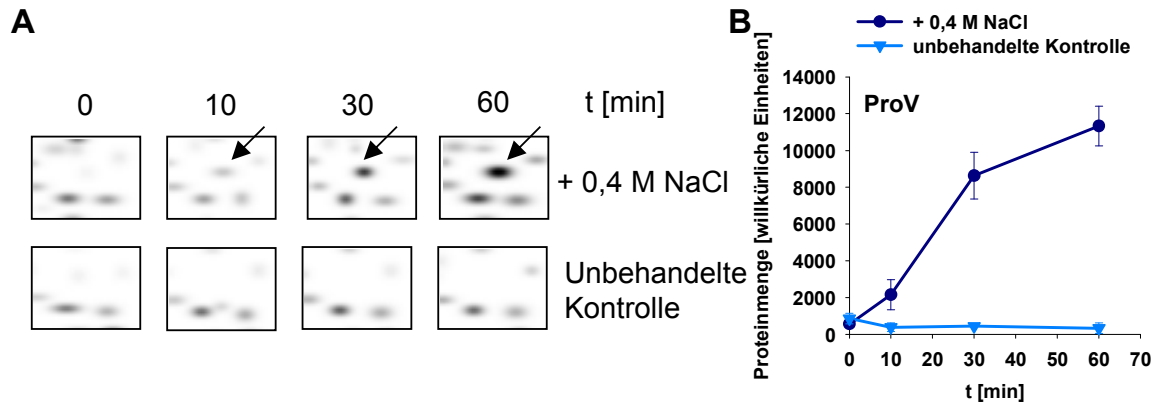 A
0 10 30 60 t [min]
+ 0,4 M NaCl
Unbehandelte
Kontrolle
B
+ 0,4 M NaCl
unbehandelte Kontrolle
Proteinmenge [willkürliche Einheiten]
14000
12000
10000
8000
6000
4000
2000
0
ProV
0 10 20 30 40 50 60 70
t [min]